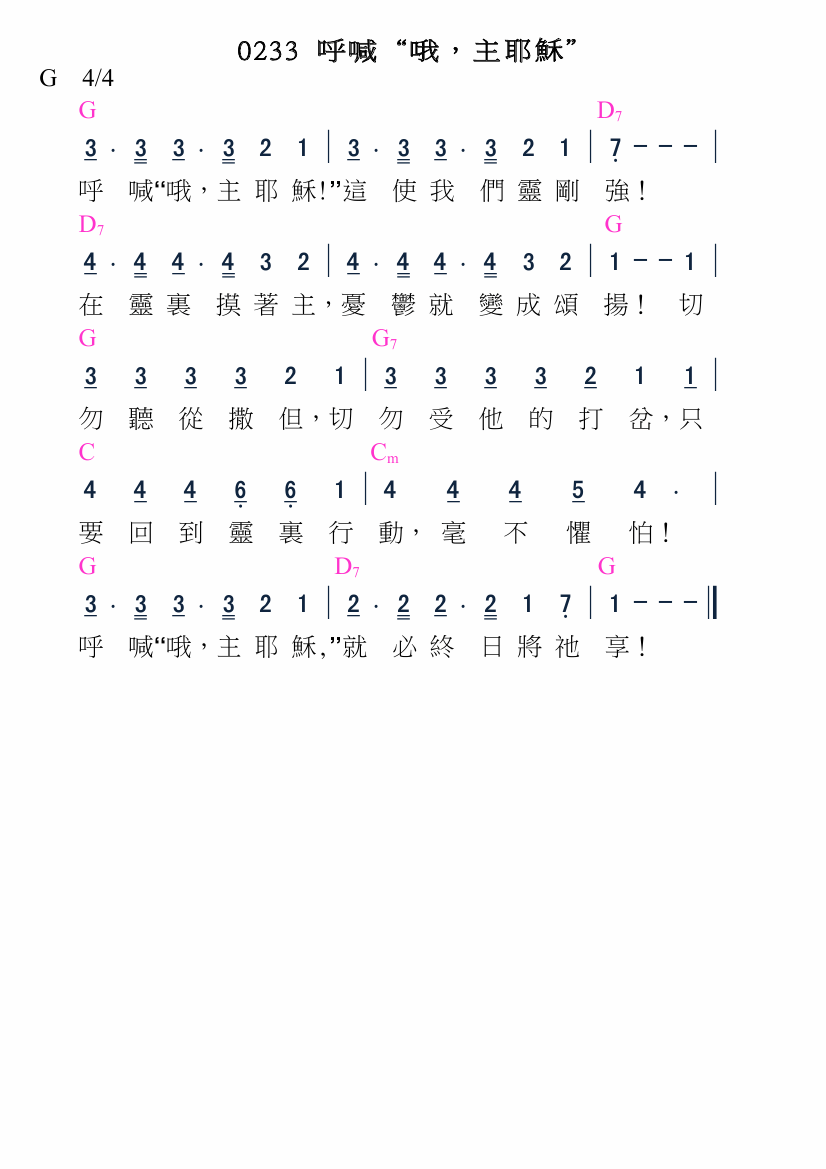 0233 呼喊“哦，主耶穌”
G 4/4
G D7
3 · 3 3 · 3 2 1 | 3 · 3 3 · 3 2 1 | 7 - - - |
呼 喊“哦，主 耶 穌!”這 使 我 們 靈 剛 強！
D7 G
4 · 4 4 · 4 3 2 | 4 · 4 4 · 4 3 2 | 1 - - 1 |
在 靈 裏 摸 著 主，憂 鬱 就 變 成 頌 揚！ 切
G G7
3 3 3 3 2 1 | 3 3 3 3 2 1 1 |
勿 聽 從 撒 但，切 勿 受 他 的 打 岔，只
C Cm
4 4 4 6 6 1 | 4 4 4 5 4 · |
要 回 到 靈 裏 行 動， 毫 不 懼 怕！
G D7 G
3 · 3 3 · 3 2 1 | 2 · 2 2 · 2 1 7 | 1 - - - ‖
呼 喊“哦，主 耶 穌,”就 必 終 日 將 祂 享！